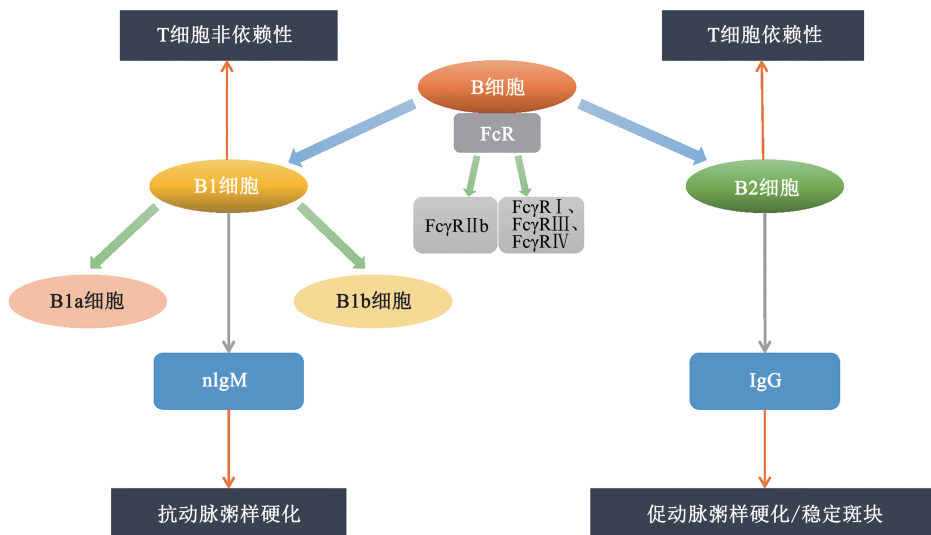 T细胞非依赖性
T细胞依赖性
B细胞
FcR
B1细胞
B2细胞
FcγRⅡb
FcγRⅠ、
FcγRⅢ、
FcγRⅣ
B1a细胞
B1b细胞
nlgM
IgG
抗动脉粥样硬化
促动脉粥样硬化/稳定斑块